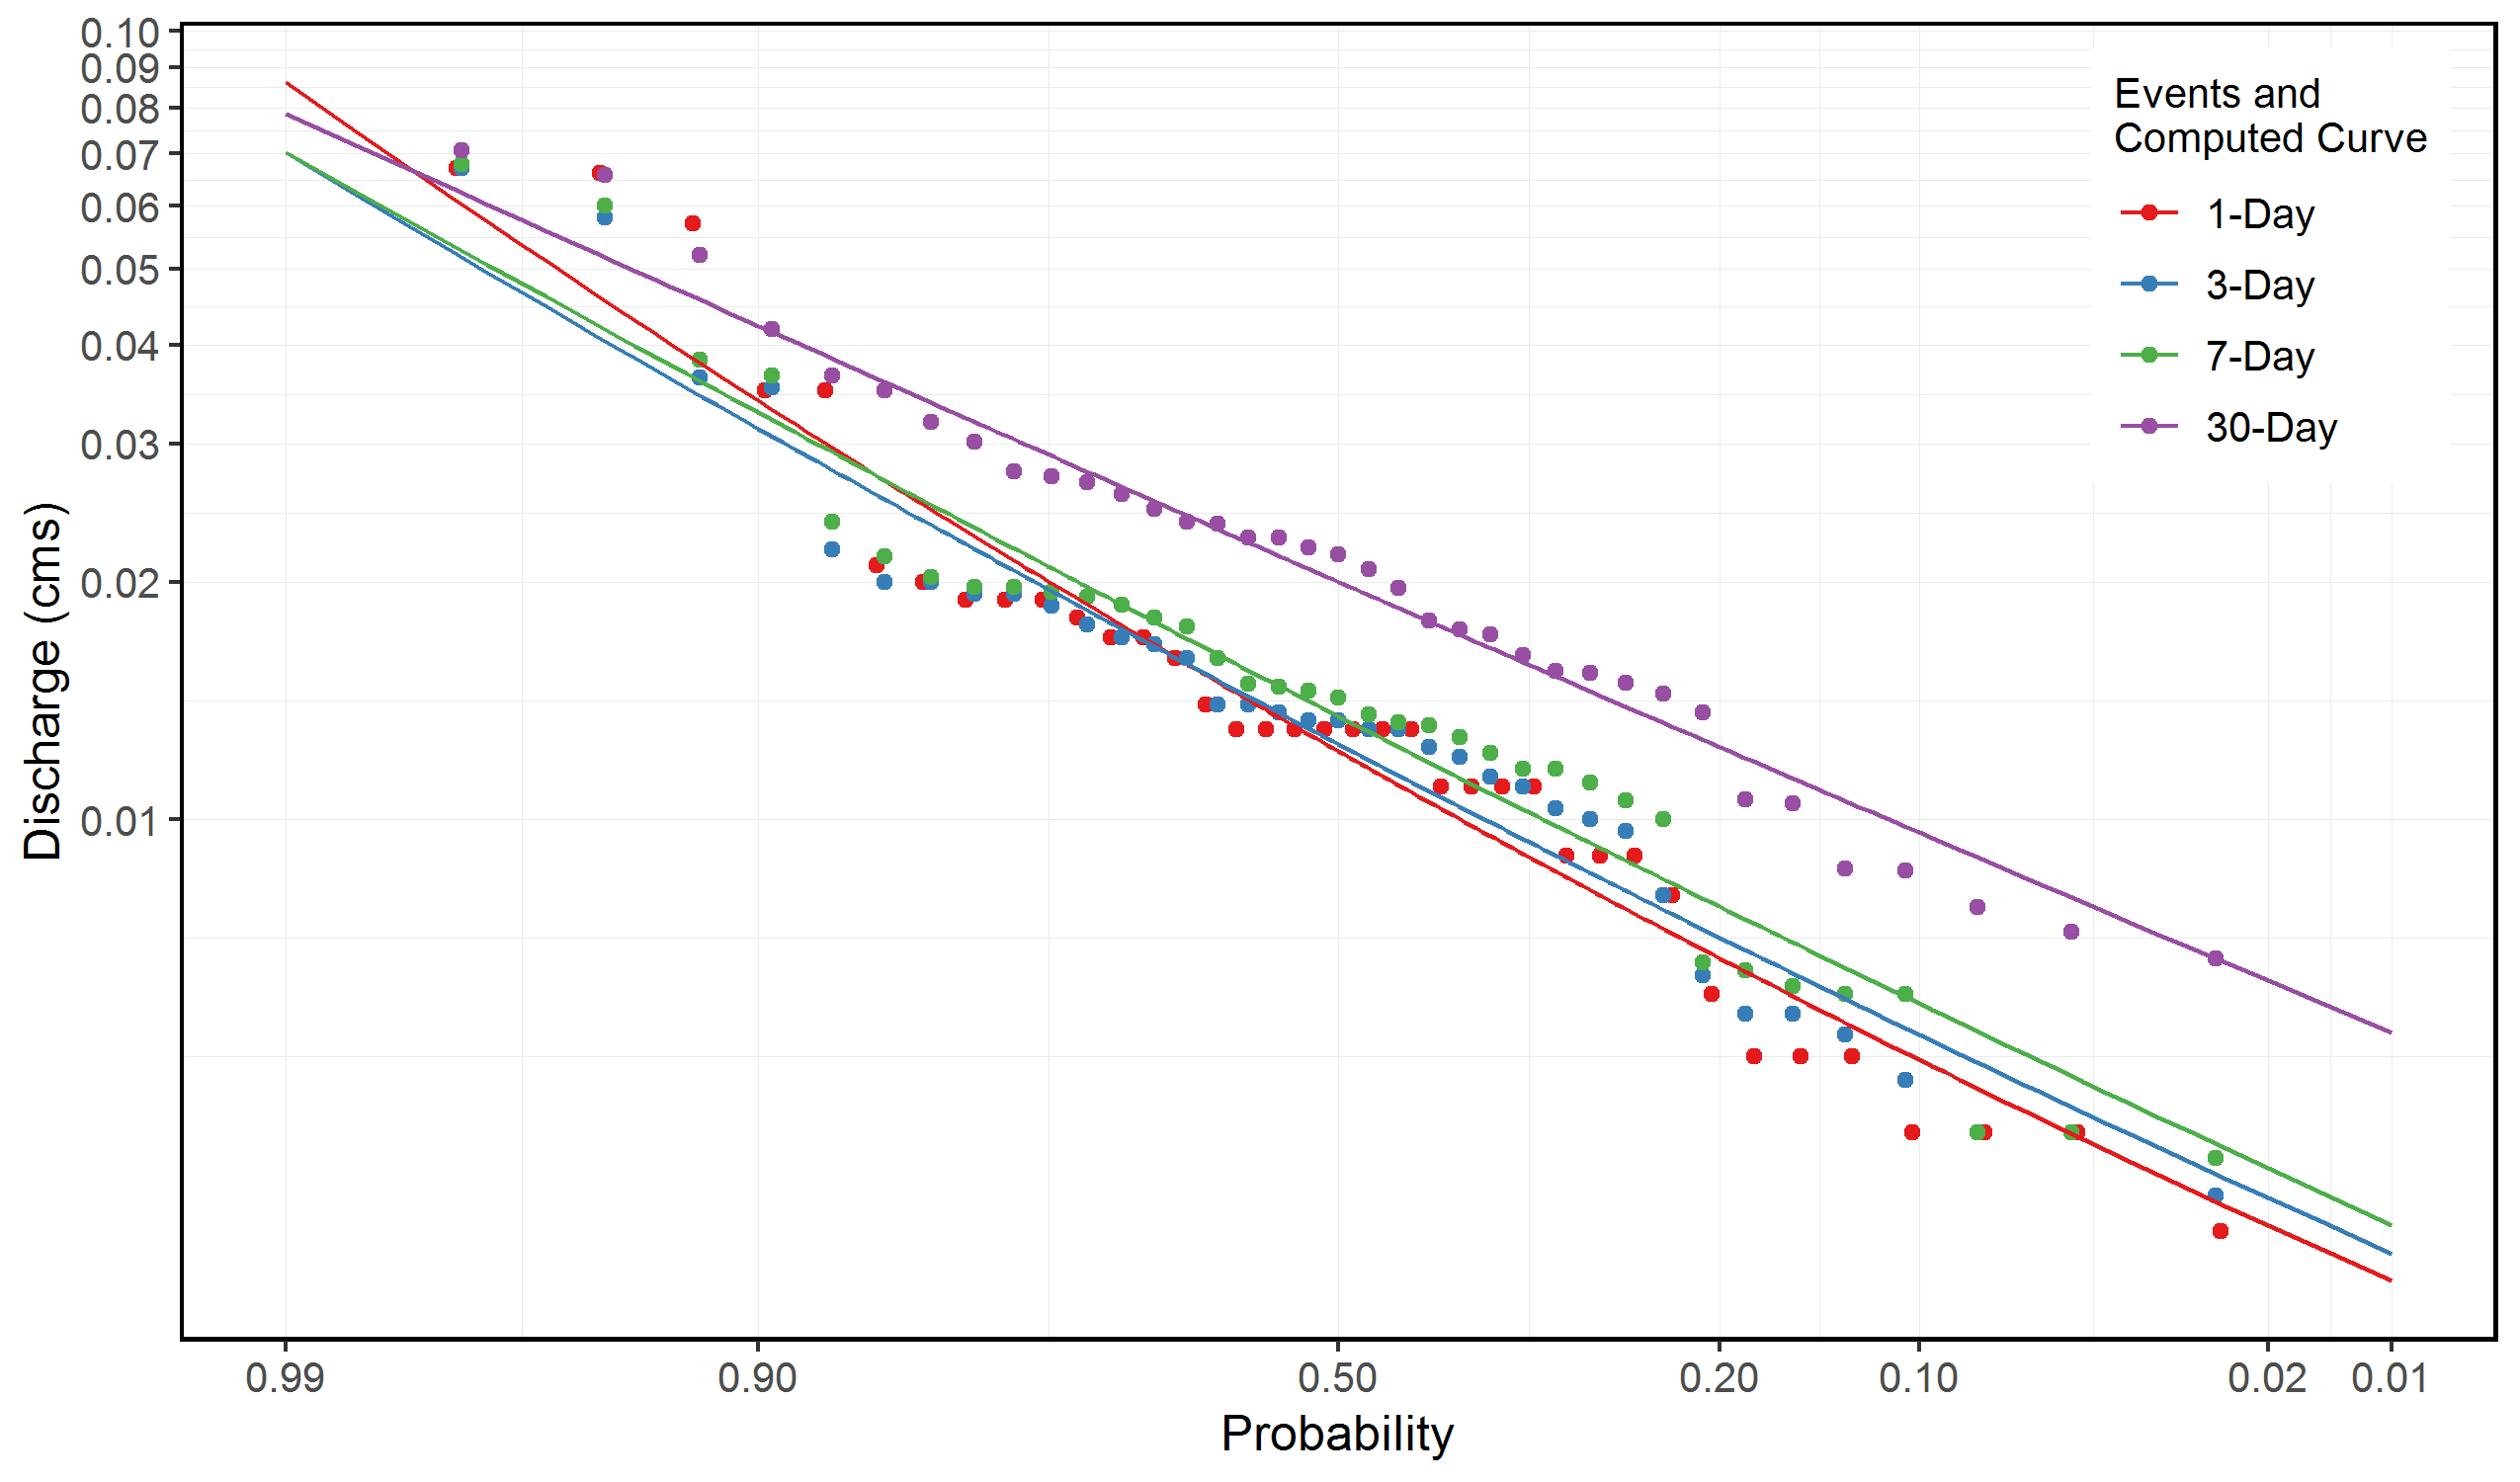 0.10
0.09
0.08
0.07
0.06
0.05
0.04
0.03
0.02
0.01
Discharge (cms)
Events and
Computed Curve
1-Day
3-Day
7-Day
30-Day
0.99 0.90 0.50 0.20 0.10 0.02 0.01
Probability